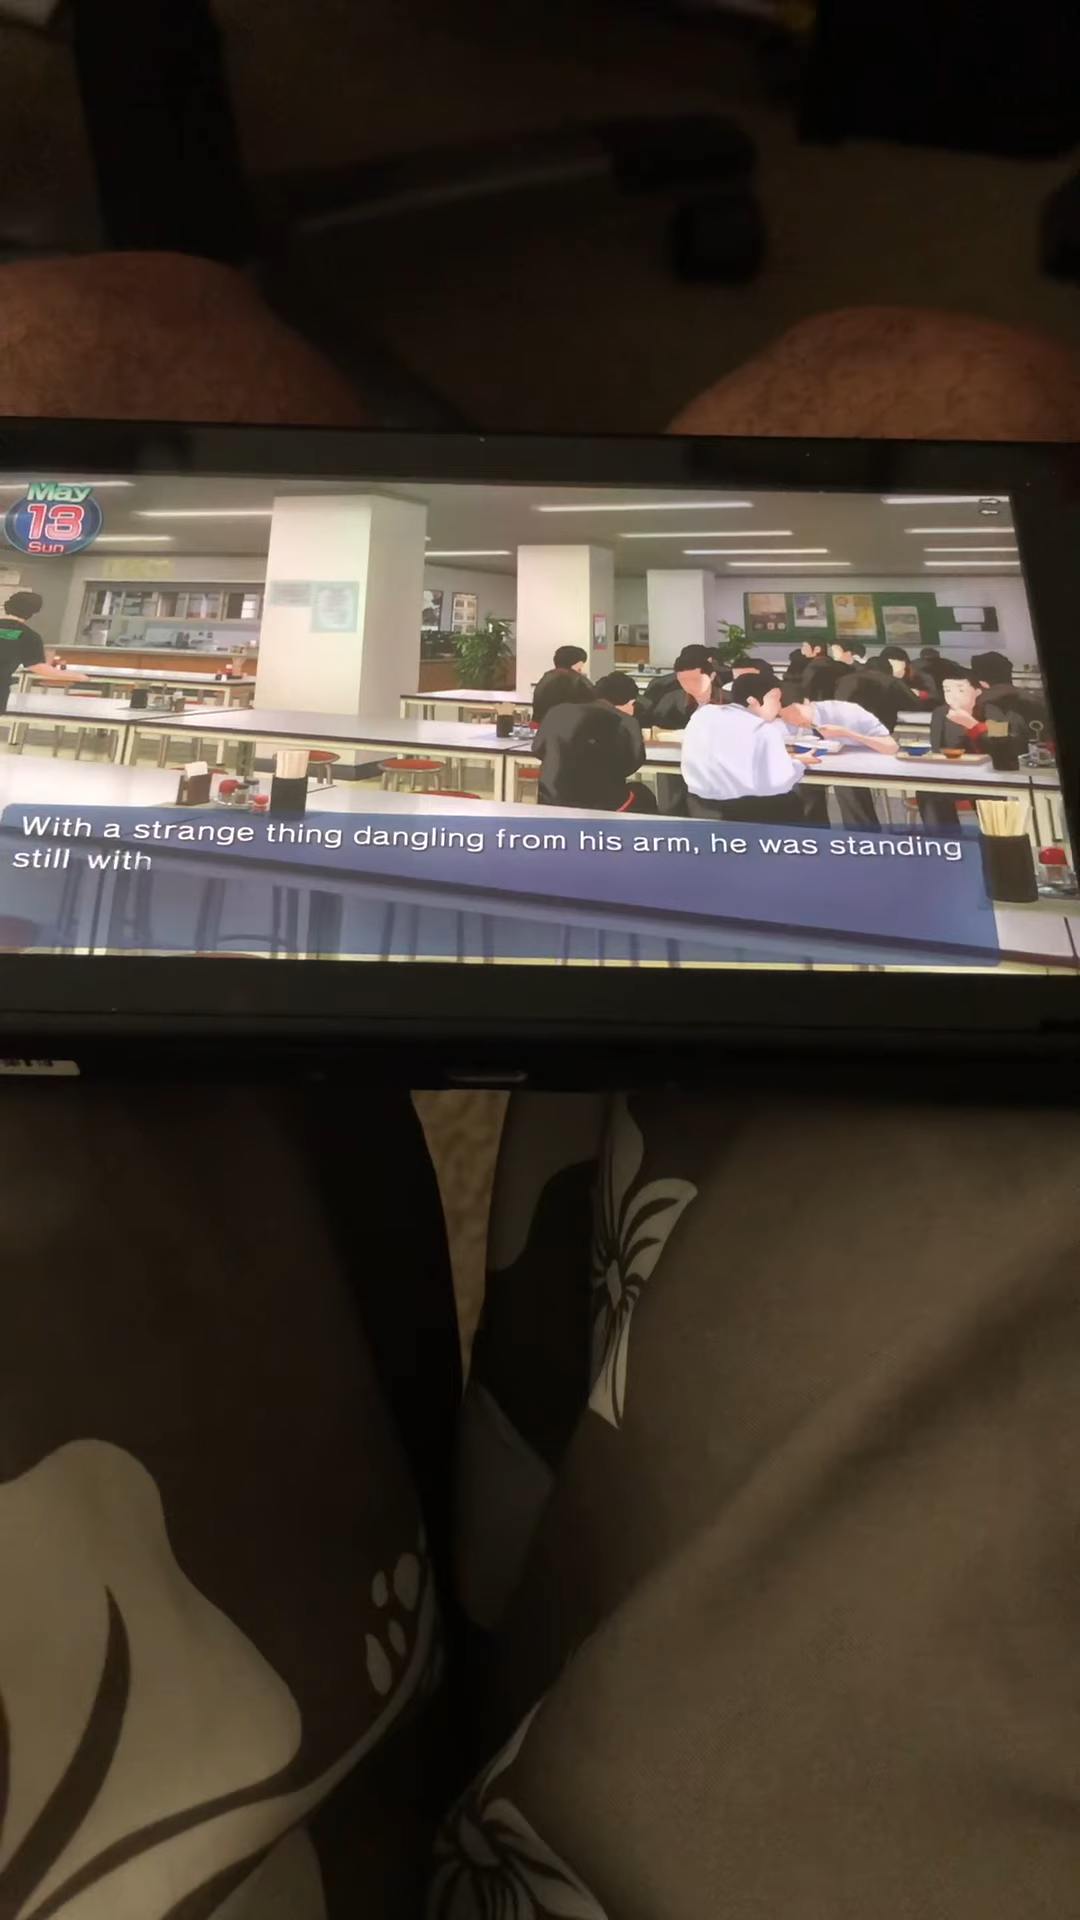 May
13
Sun
With a strange thing dangling from his arm, he was standing
still with